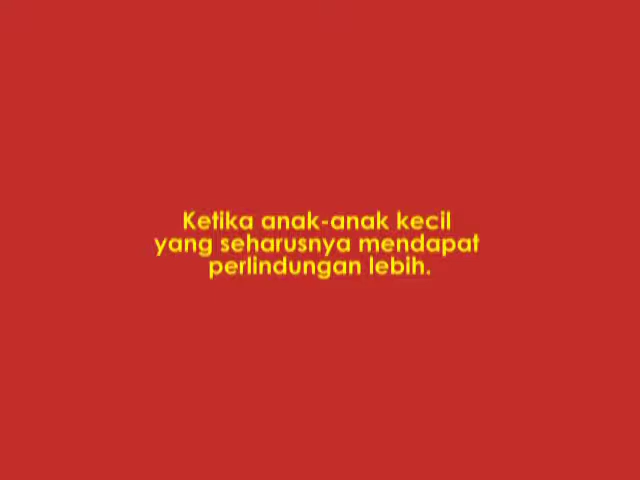 Ketika anak-anak kecil
yang seharusnya mendapat
perlindungan lebih.